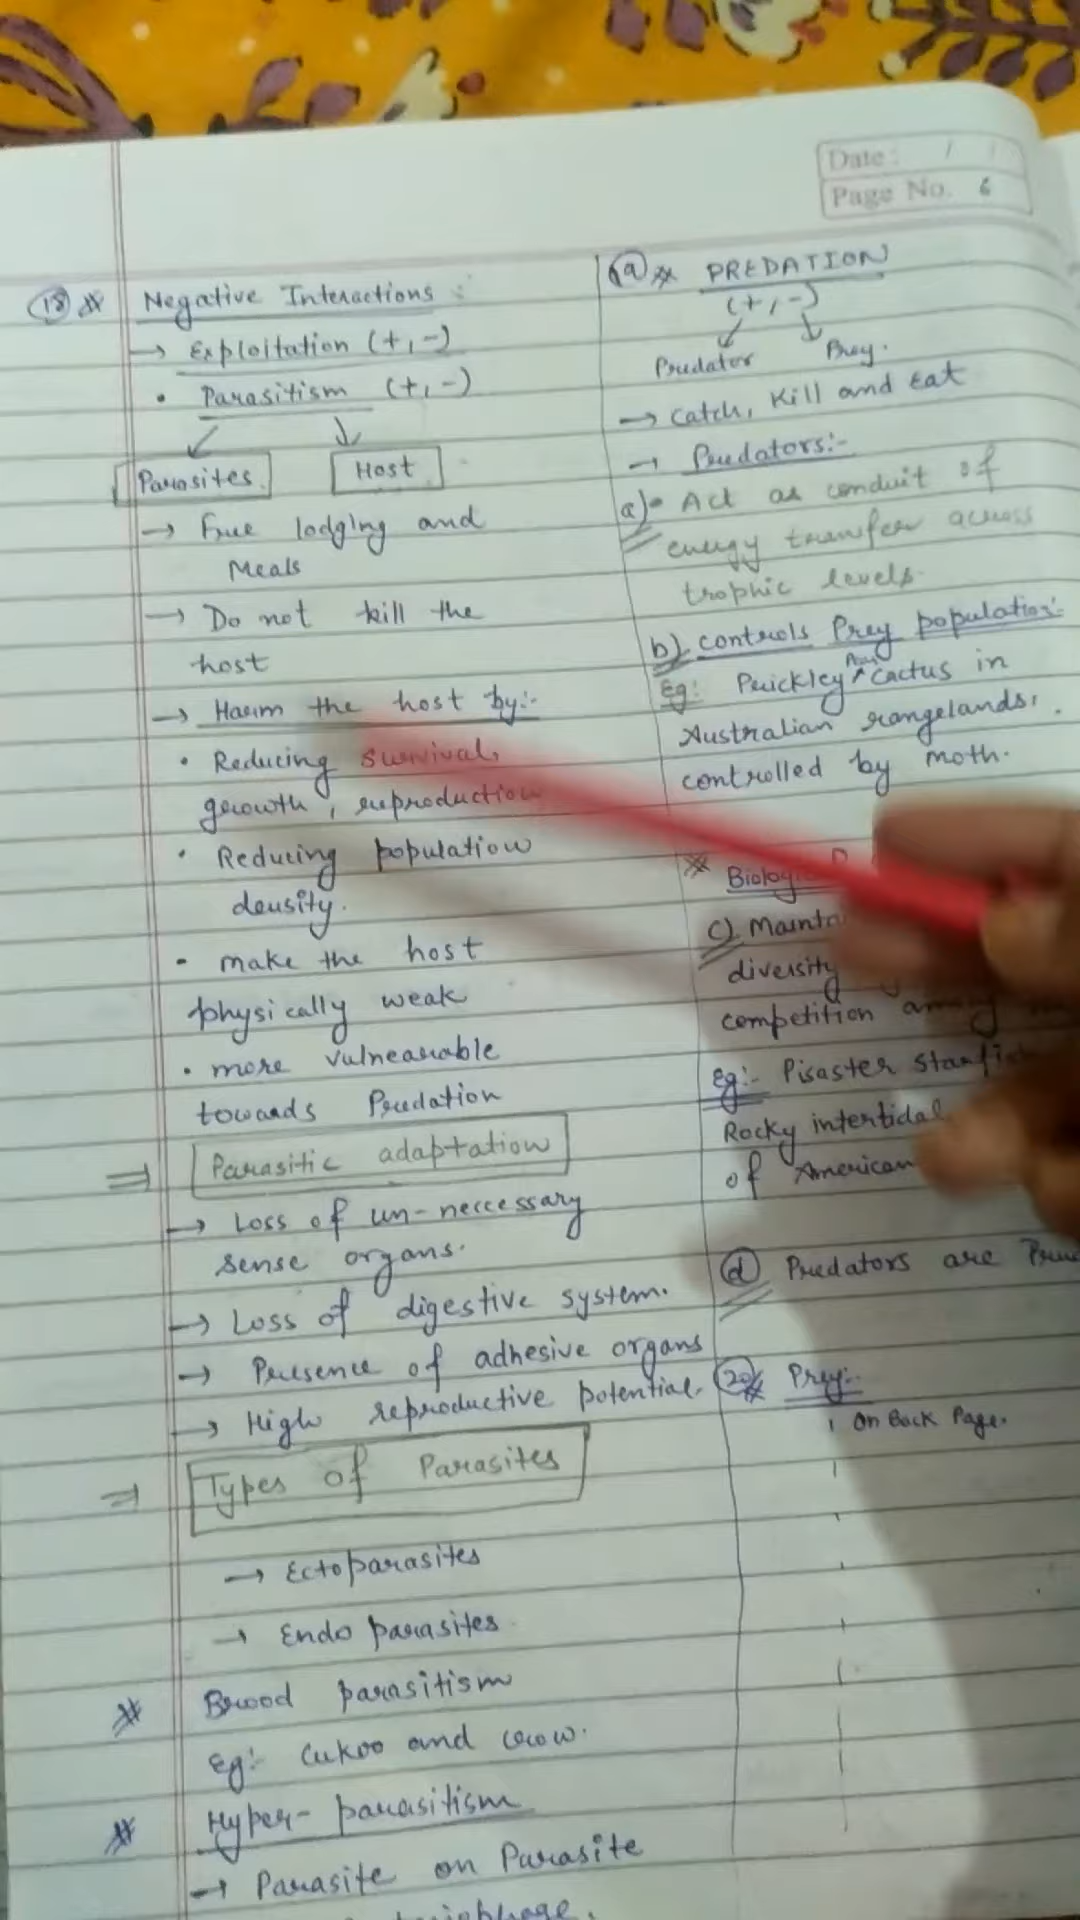 Date: / /
Page No. 6
18 * Negative Interactions :
→ Exploitation (+,-)
• Parasitism (+,-)
Parasites Host
→ Free lodging and
Meals
→ Do not kill the
host
→ Harm the host by:-
• Reducing survival,
growth, reproduction
• Reducing population
density.
• make the host
physically weak
• more vulnearable
towards Predation
⇒ Parasitic adaptation
→ Loss of un-neccessary
sense organs.
→ Loss of digestive system.
→ Presence of adhesive organs
→ High reproductive potential.
⇒ Types of Parasites
→ Ectoparasites
→ Endo parasites
* Brood parasitism
Eg:- Cukoo and crow.
* Hyper-parasitism
→ Parasite on Parasite
* PREDATION
(+,-)
Predator Prey.
→ catch, kill and eat
→ Predators:-
a) Act as conduit of
energy transfer across
trophic levels.
b) controls Prey population:-
Eg: Prickley Cactus in
Australian rangelands,
controlled by moth.
*
c)
diversity
competition among
Eg:- Pisaster
Rocky intertidal
of American
d) Predators are
20 * Prey:-
On Back Page.